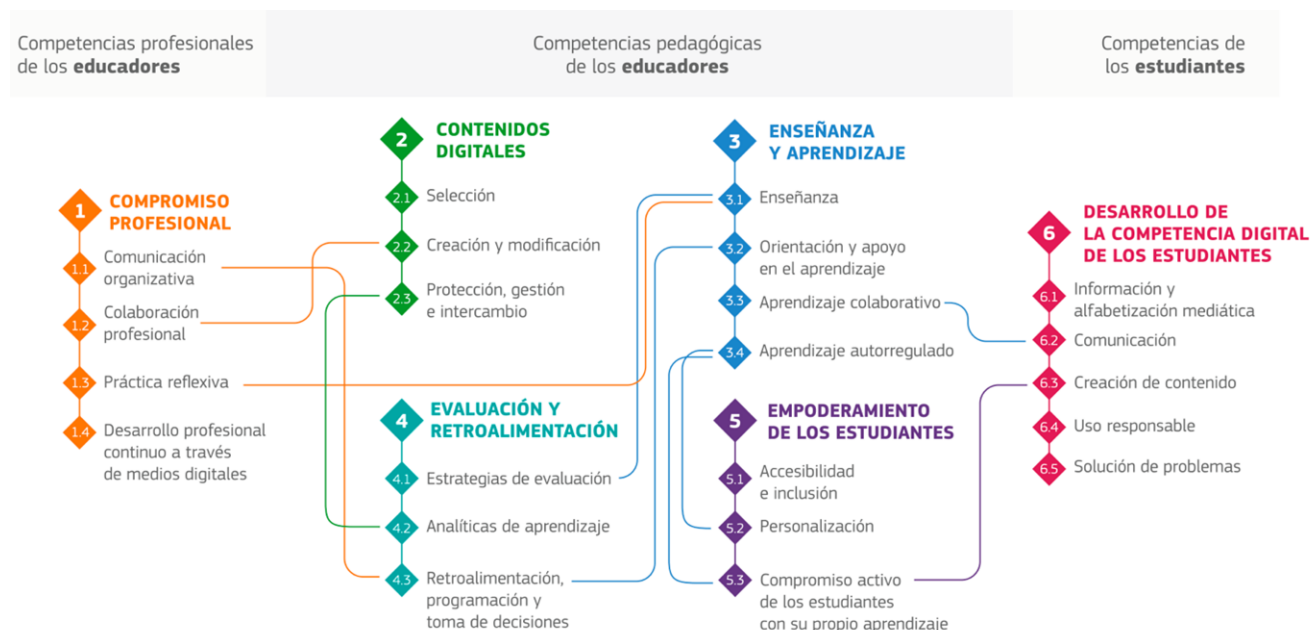 Competencias profesionales
de los educadores
Competencias pedagógicas
de los educadores
Competencias de
los estudiantes
1
COMPROMISO
PROFESIONAL
1.1
Comunicación
organizativa
1.2
Colaboración
profesional
1.3
Práctica reflexiva
1.4
Desarrollo profesional
continuo a través
de medios digitales
2
CONTENIDOS
DIGITALES
2.1
Selección
2.2
Creación y modificación
2.3
Protección, gestión
e intercambio
3
ENSEÑANZA
Y APRENDIZAJE
3.1
Enseñanza
3.2
Orientación y apoyo
en el aprendizaje
3.3
Aprendizaje colaborativo
3.4
Aprendizaje autorregulado
4
EVALUACIÓN Y
RETROALIMENTACIÓN
4.1
Estrategias de evaluación
4.2
Analíticas de aprendizaje
4.3
Retroalimentación,
programación y
toma de decisiones
5
EMPODERAMIENTO
DE LOS ESTUDIANTES
5.1
Accesibilidad
e inclusión
5.2
Personalización
5.3
Compromiso activo
de los estudiantes
con su propio aprendizaje
6
DESARROLLO DE
LA COMPETENCIA DIGITAL
DE LOS ESTUDIANTES
6.1
Información y
alfabetización mediática
6.2
Comunicación
6.3
Creación de contenido
6.4
Uso responsable
6.5
Solución de problemas